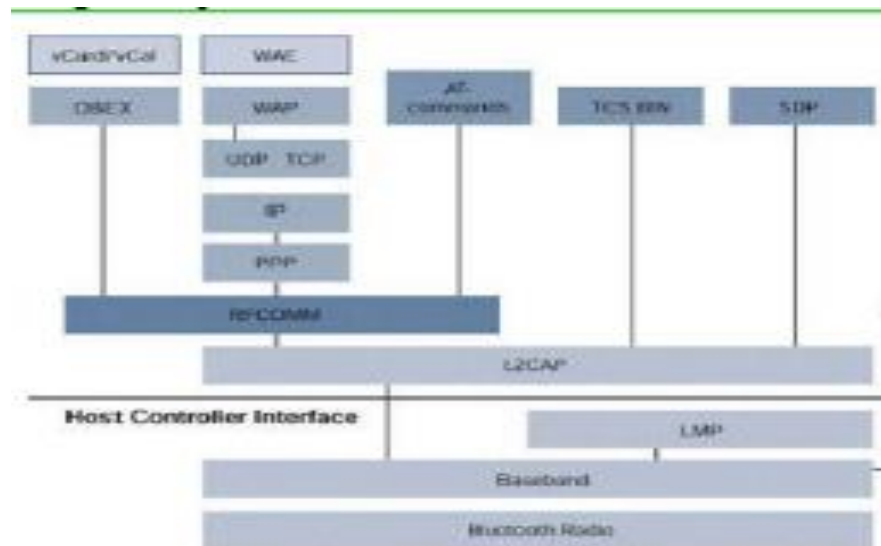 vCard/vCal
WAE
OBEX
WAP
AT-
commands
TCS BIN
SDP
UDP TCP
IP
PPP
RFCOMM
L2CAP
Host Controller Interface
LMP
Baseband
Bluetooth Radio